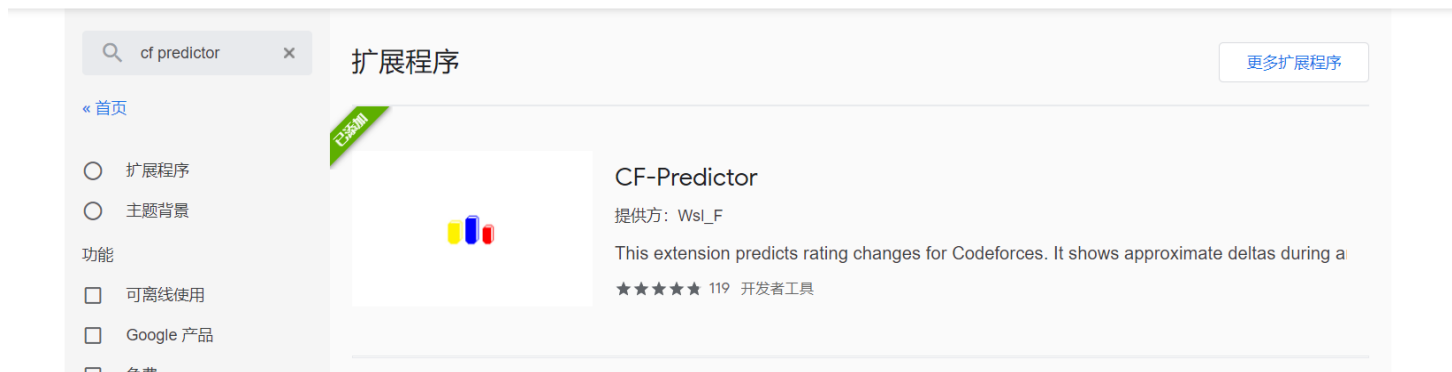 cf predictor ×
« 首页
扩展程序
主题背景
功能
可离线使用
Google 产品
免费
扩展程序
更多扩展程序
已添加
CF-Predictor
提供方：Wsl_F
This extension predicts rating changes for Codeforces. It shows approximate deltas during a
119 开发者工具